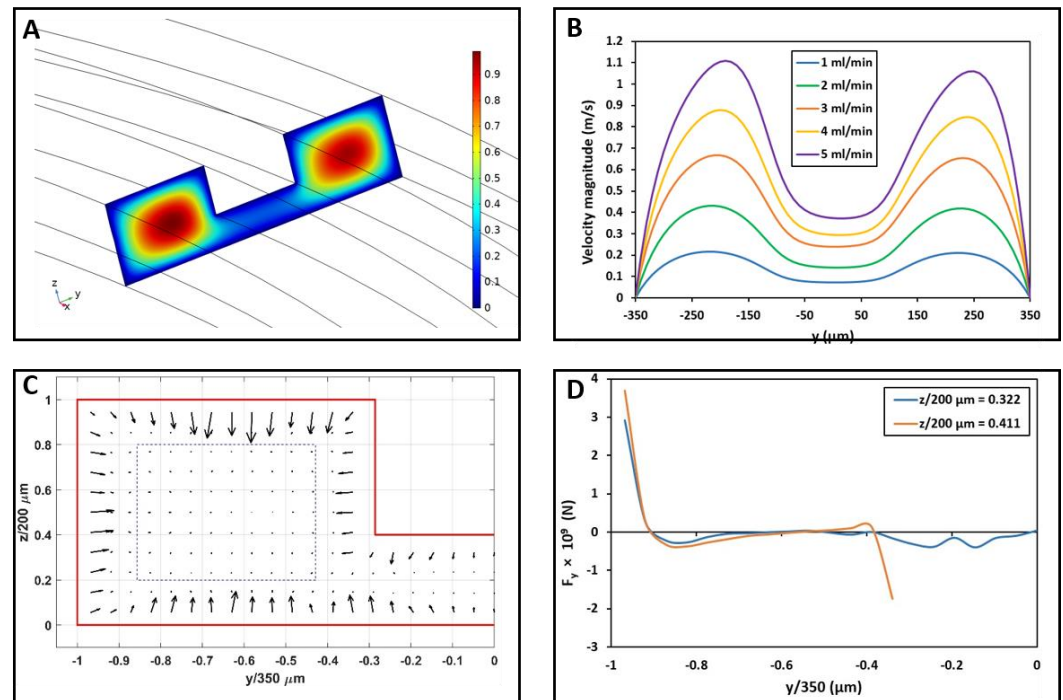 A
0.9
0.8
0.7
0.6
0.5
0.4
0.3
0.2
0.1
0
z
y
x
B
1 ml/min
2 ml/min
3 ml/min
4 ml/min
5 ml/min
Velocity magnitude (m/s)
1.2
1.1
1
0.9
0.8
0.7
0.6
0.5
0.4
0.3
0.2
0.1
0
-350 -250 -150 -50 50 150 250 350
y (μm)
C
z/200 μm
1
0.8
0.6
0.4
0.2
0
-1 -0.9 -0.8 -0.7 -0.6 -0.5 -0.4 -0.3 -0.2 -0.1 0
y/350 μm
D
z/200 μm = 0.322
z/200 μm = 0.411
Fy × 10⁹ (N)
4
3
2
1
0
-1
-2
-3
-1 -0.8 -0.6 -0.4 -0.2 0
y/350 (μm)